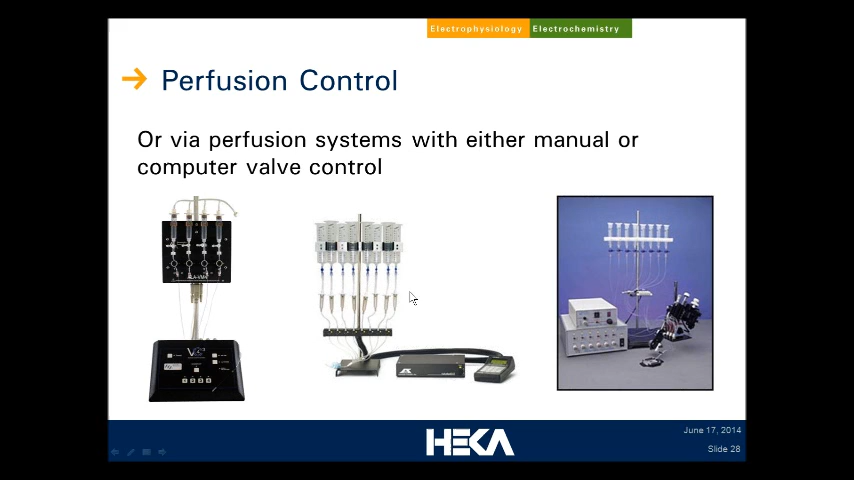 Electrophysiology Electrochemistry
Perfusion Control
Or via perfusion systems with either manual or
computer valve control
HEKA
June 17, 2014
Slide 28